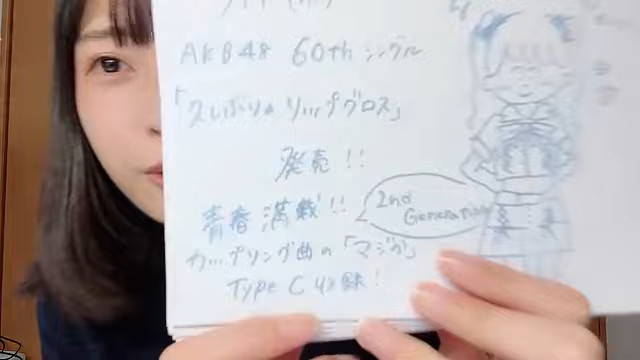 AKB48 60thシングル
「久しぶりのリップグロス」
発売!!
青春満載!!
2nd
Generation
カップリング曲の「マジか」
Type C 収録!